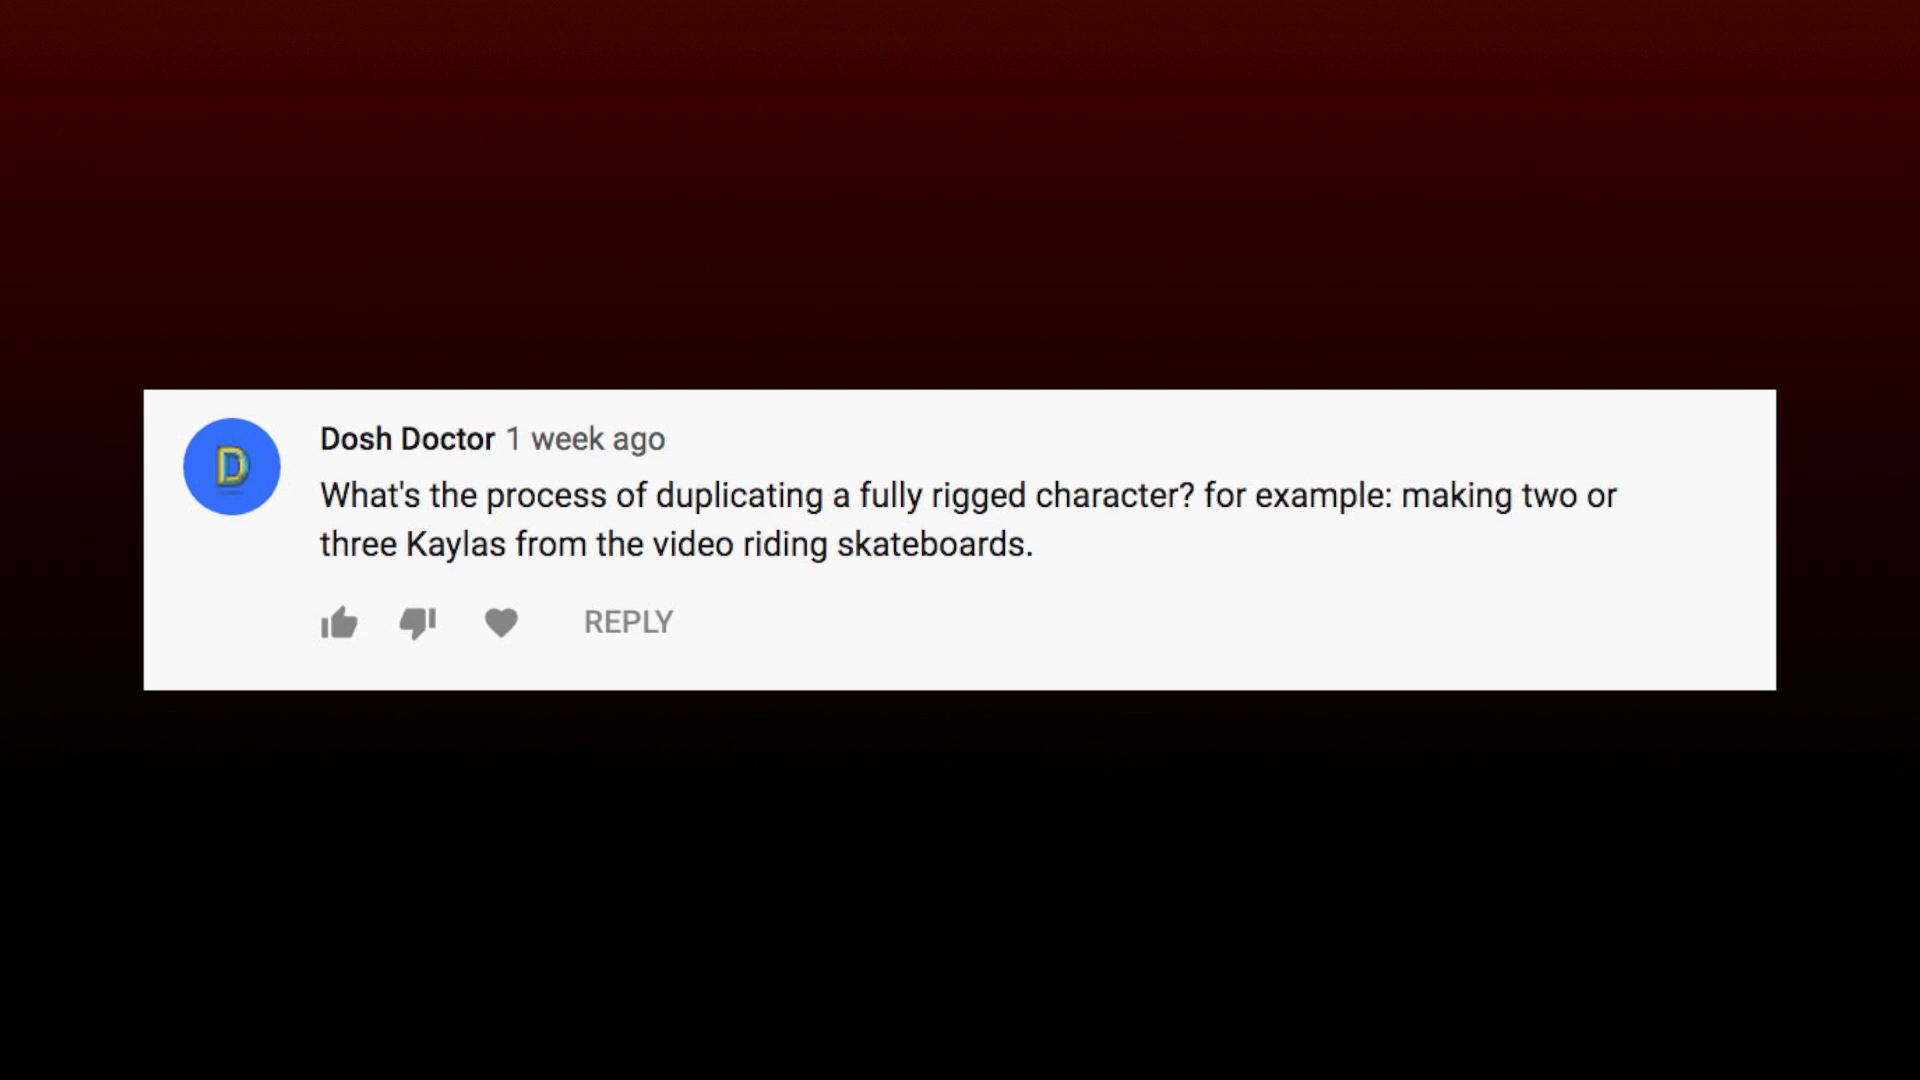 D
Dosh Doctor 1 week ago
What's the process of duplicating a fully rigged character? for example: making two or
three Kaylas from the video riding skateboards.
REPLY